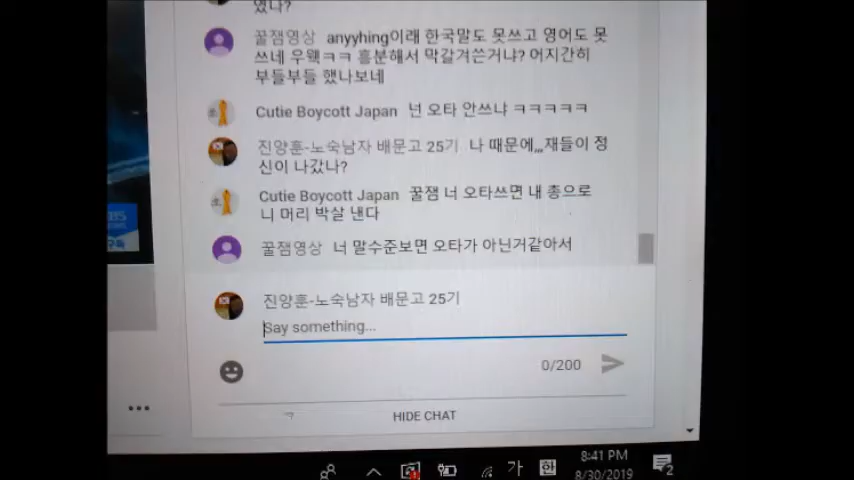 였나?
꿀잼영상 anyyhing이래 한국말도 못쓰고 영어도 못
쓰네 우웩ㅋㅋ 흥분해서 막갈겨쓴거냐? 어지간히
부들부들 했나보네
Cutie Boycott Japan 넌 오타 안쓰냐 ㅋㅋㅋㅋㅋ
진양훈-노숙남자 배문고 25기 나 때문에,,,재들이 정
신이 나갔나?
Cutie Boycott Japan 꿀잼 너 오타쓰면 내 총으로
니 머리 박살 낸다
꿀잼영상 너 말수준보면 오타가 아닌거같아서
진양훈-노숙남자 배문고 25기
Say something...
0/200
HIDE CHAT
가 한 8:41 PM
8/30/2019
2